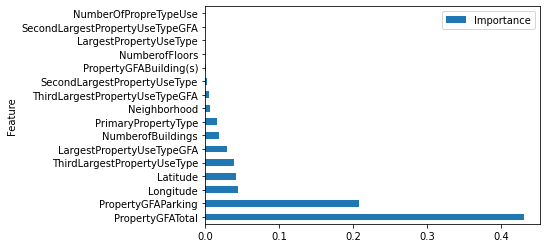 Importance
NumberOfPropreTypeUse
SecondLargestPropertyUseTypeGFA
LargestPropertyUseType
NumberofFloors
PropertyGFABuilding(s)
SecondLargestPropertyUseType
ThirdLargestPropertyUseTypeGFA
Neighborhood
PrimaryPropertyType
NumberofBuildings
LargestPropertyUseTypeGFA
ThirdLargestPropertyUseType
Latitude
Longitude
PropertyGFAParking
PropertyGFATotal
Feature
0.0 0.1 0.2 0.3 0.4